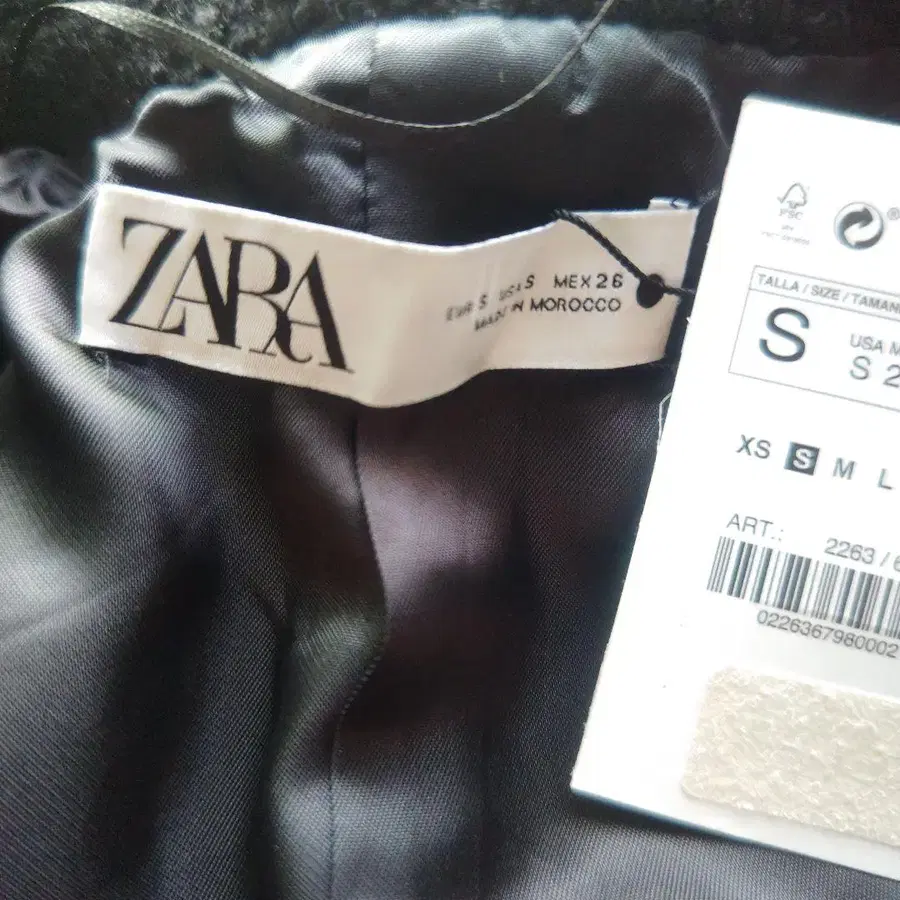 ZARA
EUR S USA S MEX 26
MADE IN MOROCCO
FSC
®
TALLA / SIZE / TAMAN
S
USA M
S 2
XS S M L
ART.:
2263 / 6
0226367980002